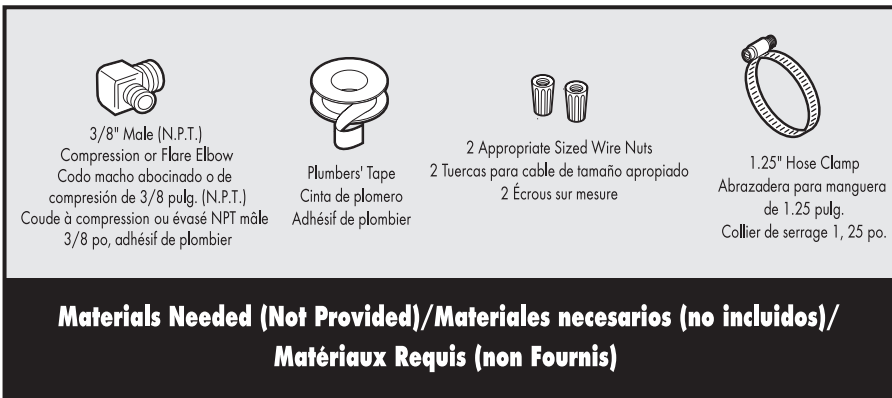 3/8" Male (N.P.T.)
Compression or Flare Elbow
Codo macho abocinado o de
compresión de 3/8 pulg. (N.P.T.)
Coude à compression ou évasé NPT mâle
3/8 po, adhésif de plombier
Plumbers' Tape
Cinta de plomero
Adhésif de plombier
2 Appropriate Sized Wire Nuts
2 Tuercas para cable de tamaño apropiado
2 Écrous sur mesure
1.25" Hose Clamp
Abrazadera para manguera
de 1.25 pulg.
Collier de serrage 1, 25 po.
Materials Needed (Not Provided)/Materiales necesarios (no incluidos)/
Matériaux Requis (non Fournis)